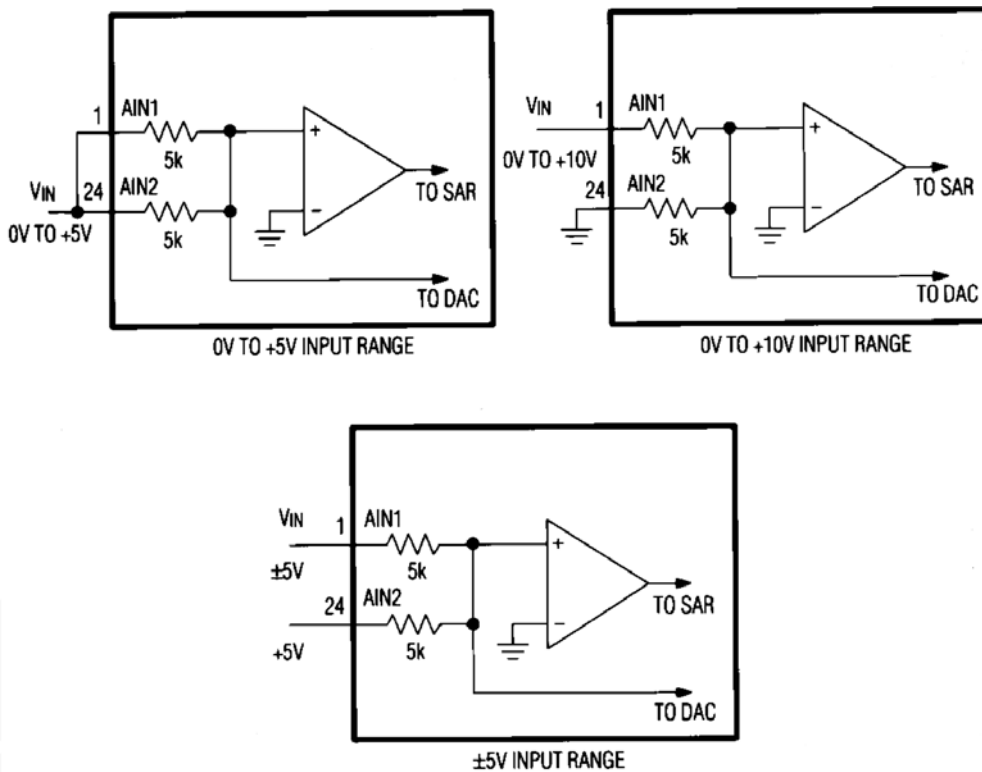 1
AIN1
5k
+
VIN
24
AIN2
0V TO +5V
5k
−
TO SAR
TO DAC
0V TO +5V INPUT RANGE
VIN
1
AIN1
0V TO +10V
5k
+
24
AIN2
5k
−
TO SAR
TO DAC
0V TO +10V INPUT RANGE
VIN
1
AIN1
±5V
5k
+
24
AIN2
+5V
5k
−
TO SAR
TO DAC
±5V INPUT RANGE